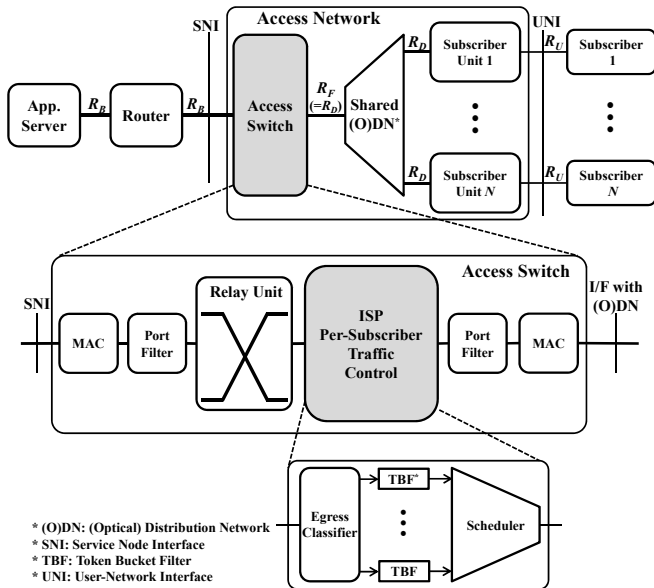 Access Network
SNI
UNI
App.
Server
R_B
Router
R_B
Access
Switch
R_F
(=R_D)
Shared
(O)DN*
R_D
Subscriber
Unit 1
R_U
Subscriber
1
R_D
Subscriber
Unit N
R_U
Subscriber
N
Access Switch
SNI
I/F with
(O)DN
MAC
Port
Filter
Relay Unit
ISP
Per-Subscriber
Traffic
Control
Port
Filter
MAC
Egress
Classifier
TBF*
TBF
Scheduler
* (O)DN: (Optical) Distribution Network
* SNI: Service Node Interface
* TBF: Token Bucket Filter
* UNI: User-Network Interface